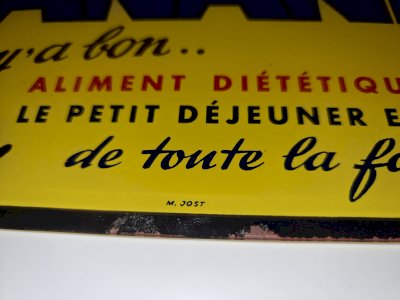 y'a bon..
ALIMENT DIÉTÉTIQU
LE PETIT DÉJEUNER E
de toute la fa
M. JOST